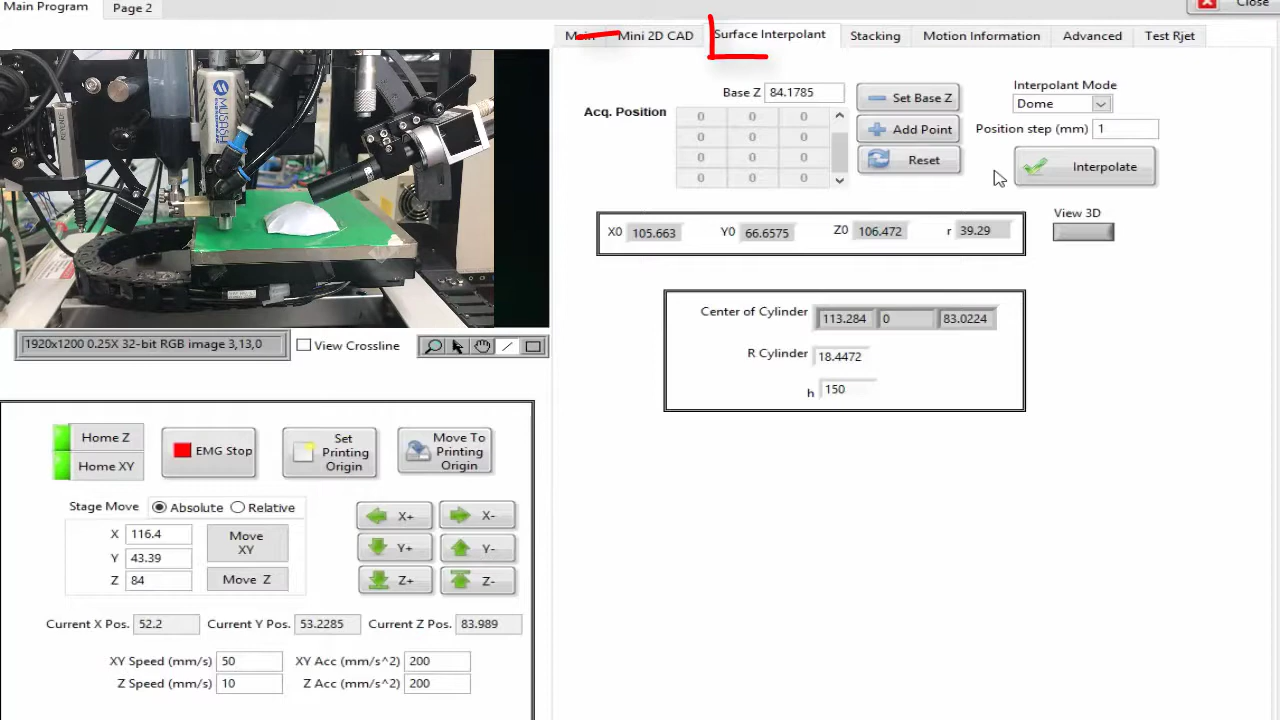 Main Program
Page 2
Close
Main
Mini 2D CAD
Surface Interpolant
Stacking
Motion Information
Advanced
Test Rjet
MUSASHI
Base Z 84.1785
Acq. Position
0 0 0
0 0 0
0 0 0
0 0 0
Set Base Z
Add Point
Reset
Interpolant Mode
Dome
Position step (mm) 1
Interpolate
X0 105.663 Y0 66.6575 Z0 106.472 r 39.29
View 3D
Center of Cylinder 113.284 0 83.0224
R Cylinder 18.4472
h 150
1920x1200 0.25X 32-bit RGB image 3,13,0
View Crossline
Home Z
Home XY
EMG Stop
Set
Printing
Origin
Move To
Printing
Origin
Stage Move Absolute Relative
X 116.4
Y 43.39
Z 84
Move
XY
Move Z
X+ X-
Y+ Y-
Z+ Z-
Current X Pos. 52.2 Current Y Pos. 53.2285 Current Z Pos. 83.989
XY Speed (mm/s) 50 XY Acc (mm/s^2) 200
Z Speed (mm/s) 10 Z Acc (mm/s^2) 200